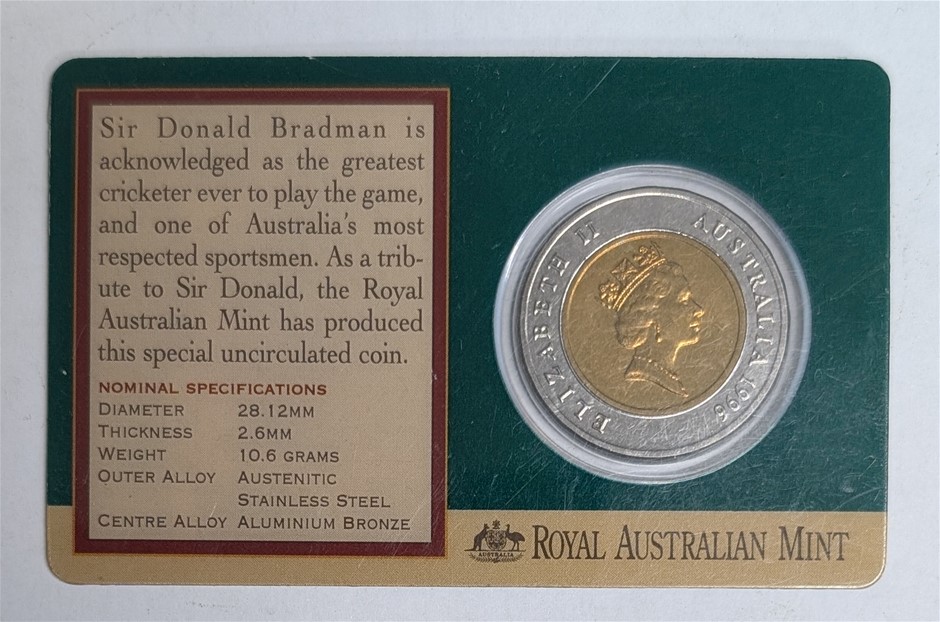 Sir Donald Bradman is
acknowledged as the greatest
cricketer ever to play the game,
and one of Australia's most
respected sportsmen. As a trib-
ute to Sir Donald, the Royal
Australian Mint has produced
this special uncirculated coin.
NOMINAL SPECIFICATIONS
DIAMETER 28.12MM
THICKNESS 2.6MM
WEIGHT 10.6 GRAMS
OUTER ALLOY AUSTENITIC
STAINLESS STEEL
CENTRE ALLOY ALUMINIUM BRONZE
ELIZABETH II AUSTRALIA 1996
AUSTRALIA
ROYAL AUSTRALIAN MINT